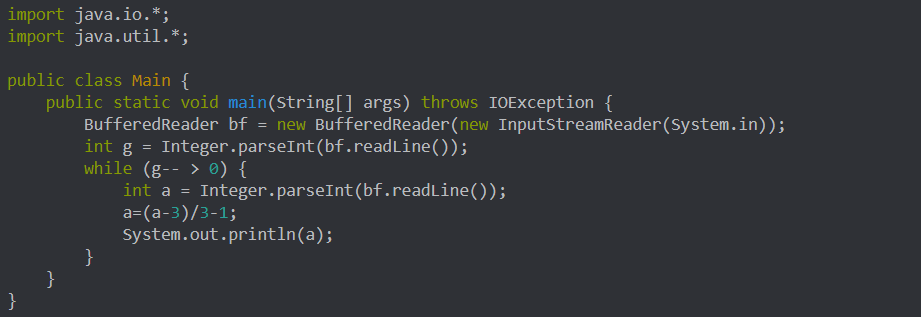 import java.io.*;
import java.util.*;

public class Main {
    public static void main(String[] args) throws IOException {
        BufferedReader bf = new BufferedReader(new InputStreamReader(System.in));
        int g = Integer.parseInt(bf.readLine());
        while (g-- > 0) {
            int a = Integer.parseInt(bf.readLine());
            a=(a-3)/3-1;
            System.out.println(a);
        }
    }
}